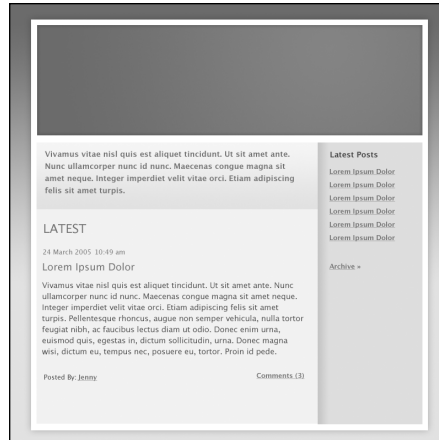 Vivamus vitae nisl quis est aliquet tincidunt. Ut sit amet ante.
Nunc ullamcorper nunc id nunc. Maecenas congue magna sit
amet neque. Integer imperdiet velit vitae orci. Etiam adipiscing
felis sit amet turpis.
LATEST
24 March 2005 10:49 am
Lorem Ipsum Dolor
Vivamus vitae nisl quis est aliquet tincidunt. Ut sit amet ante. Nunc
ullamcorper nunc id nunc. Maecenas congue magna sit amet neque.
Integer imperdiet velit vitae orci. Etiam adipiscing felis sit amet
turpis. Pellentesque rhoncus, augue non semper vehicula, nulla tortor
feugiat nibh, ac faucibus lectus diam ut odio. Donec enim urna,
euismod quis, egestas in, dictum sollicitudin, urna. Donec magna
wisi, dictum eu, tempus nec, posuere eu, tortor. Proin id pede.
Posted By: Jenny
Comments (3)
Latest Posts
Lorem Ipsum Dolor
Lorem Ipsum Dolor
Lorem Ipsum Dolor
Lorem Ipsum Dolor
Lorem Ipsum Dolor
Lorem Ipsum Dolor
Archive »